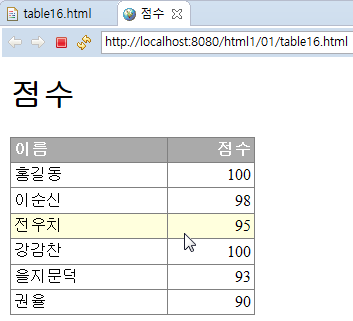 table16.html 점수
http://localhost:8080/html1/01/table16.html
점수
이름 점수
홍길동 100
이순신 98
전우치 95
강감찬 100
을지문덕 93
권율 90